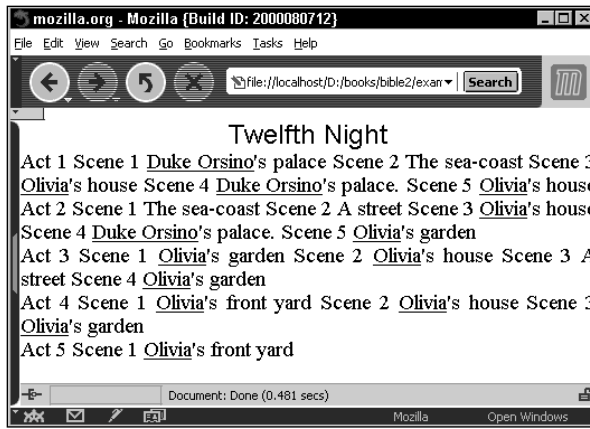 mozilla.org - Mozilla {Build ID: 2000080712}
File Edit View Search Go Bookmarks Tasks Help
file://localhost/D:/books/bible2/exam Search
Twelfth Night
Act 1 Scene 1 Duke Orsino's palace Scene 2 The sea-coast Scene 3
Olivia's house Scene 4 Duke Orsino's palace. Scene 5 Olivia's house
Act 2 Scene 1 The sea-coast Scene 2 A street Scene 3 Olivia's house
Scene 4 Duke Orsino's palace. Scene 5 Olivia's garden
Act 3 Scene 1 Olivia's garden Scene 2 Olivia's house Scene 3 A
street Scene 4 Olivia's garden
Act 4 Scene 1 Olivia's front yard Scene 2 Olivia's house Scene 3
Olivia's garden
Act 5 Scene 1 Olivia's front yard
Document: Done (0.481 secs)
Mozilla Open Windows